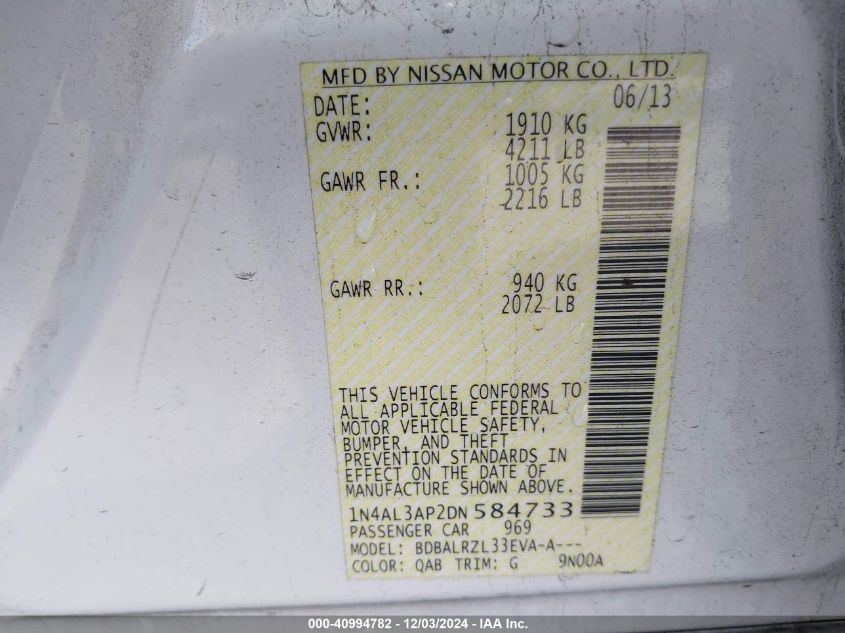 MFD BY NISSAN MOTOR CO., LTD.
DATE: 06/13
GVWR: 1910 KG
4211 LB
GAWR FR.: 1005 KG
2216 LB
GAWR RR.: 940 KG
2072 LB
THIS VEHICLE CONFORMS TO
ALL APPLICABLE FEDERAL
MOTOR VEHICLE SAFETY,
BUMPER, AND THEFT
PREVENTION STANDARDS IN
EFFECT ON THE DATE OF
MANUFACTURE SHOWN ABOVE.
1N4AL3AP2DN584733
PASSENGER CAR 969
MODEL: BDBALRZL33EVA-A---
COLOR: QAB TRIM: G 9N00A
000-40994782 - 12/03/2024 - IAA Inc.